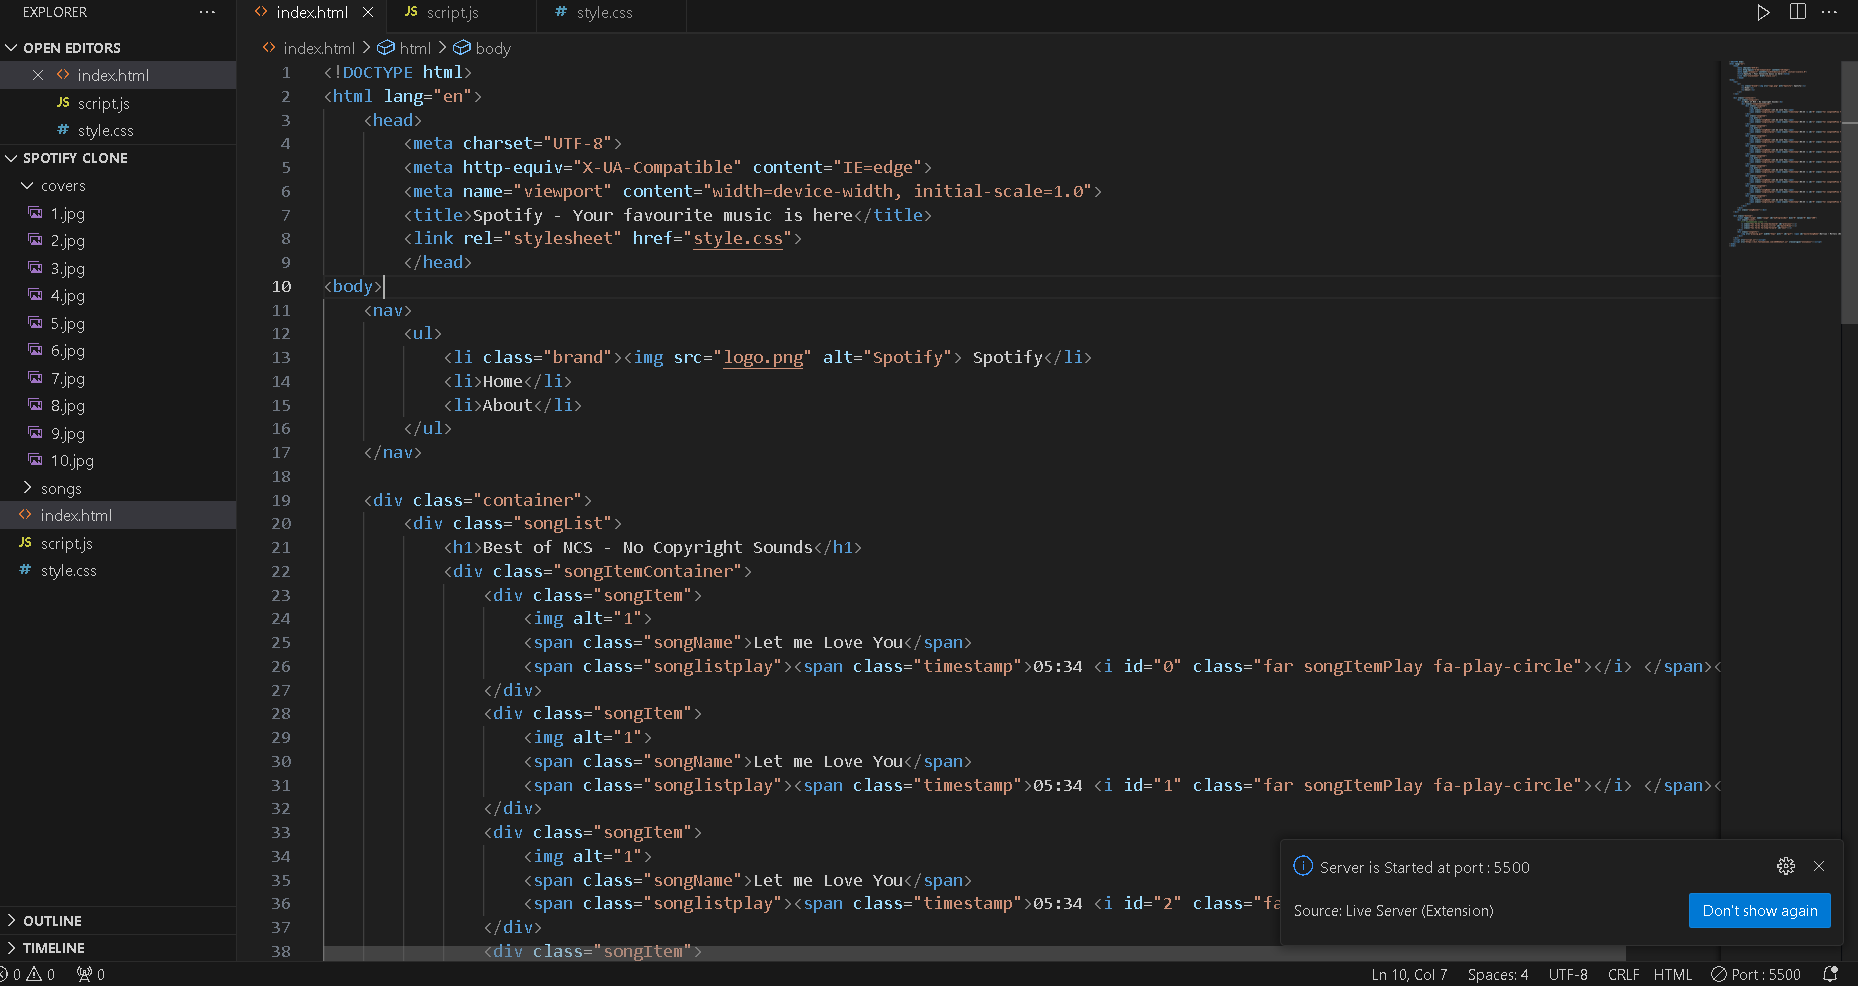 EXPLORER
index.html
script.js
style.css
OPEN EDITORS
index.html
script.js
style.css
SPOTIFY CLONE
covers
1.jpg
2.jpg
3.jpg
4.jpg
5.jpg
6.jpg
7.jpg
8.jpg
9.jpg
10.jpg
songs
index.html
script.js
style.css
OUTLINE
TIMELINE
index.html > html > body
1 <!DOCTYPE html>
2 <html lang="en">
3 <head>
4 <meta charset="UTF-8">
5 <meta http-equiv="X-UA-Compatible" content="IE=edge">
6 <meta name="viewport" content="width=device-width, initial-scale=1.0">
7 <title>Spotify - Your favourite music is here</title>
8 <link rel="stylesheet" href="style.css">
9 </head>
10 <body>
11 <nav>
12 <ul>
13 <li class="brand"><img src="logo.png" alt="Spotify"> Spotify</li>
14 <li>Home</li>
15 <li>About</li>
16 </ul>
17 </nav>
18
19 <div class="container">
20 <div class="songList">
21 <h1>Best of NCS - No Copyright Sounds</h1>
22 <div class="songItemContainer">
23 <div class="songItem">
24 <img alt="1">
25 <span class="songName">Let me Love You</span>
26 <span class="songlistplay"><span class="timestamp">05:34 <i id="0" class="far songItemPlay fa-play-circle"></i> </span><
27 </div>
28 <div class="songItem">
29 <img alt="1">
30 <span class="songName">Let me Love You</span>
31 <span class="songlistplay"><span class="timestamp">05:34 <i id="1" class="far songItemPlay fa-play-circle"></i> </span><
32 </div>
33 <div class="songItem">
34 <img alt="1">
35 <span class="songName">Let me Love You</span>
36 <span class="songlistplay"><span class="timestamp">05:34 <i id="2" class="fa
37 </div>
38 <div class="songItem">
Server is Started at port : 5500
Source: Live Server (Extension)
Don't show again
0 0 0
Ln 10, Col 7 Spaces: 4 UTF-8 CRLF HTML Port : 5500